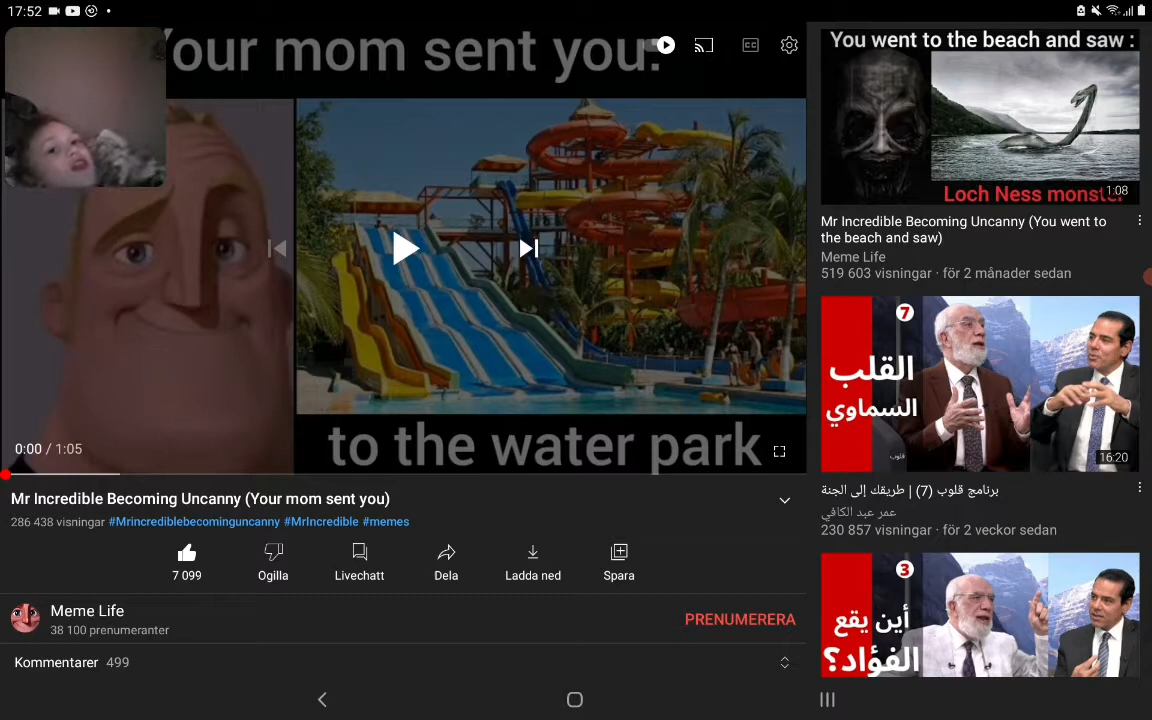 17:52
Your mom sent you:
to the water park
0:00 / 1:05
Mr Incredible Becoming Uncanny (Your mom sent you)
286 438 visningar #Mrincrediblebecominguncanny #MrIncredible #memes
7 099
Ogilla
Livechatt
Dela
Ladda ned
Spara
Meme Life
38 100 prenumeranter
PRENUMERERA
Kommentarer 499
You went to the beach and saw :
Loch Ness monster
1:08
Mr Incredible Becoming Uncanny (You went to
the beach and saw)
Meme Life
519 603 visningar · för 2 månader sedan
7
القلب
السماوي
قلوب
16:20
برنامج قلوب (7) | طريقك إلى الجنة
عمر عبد الكافي
230 857 visningar · för 2 veckor sedan
3
أين يقع
الفؤاد؟